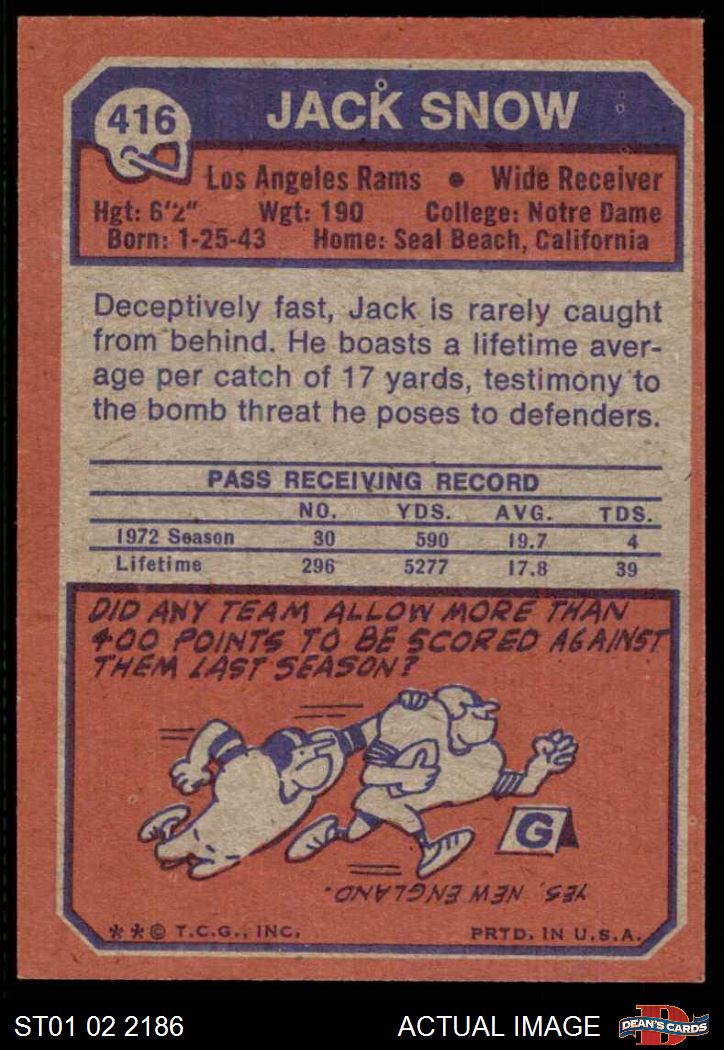 416
JACK SNOW
Los Angeles Rams • Wide Receiver
Hgt: 6'2" Wgt: 190 College: Notre Dame
Born: 1-25-43 Home: Seal Beach, California
Deceptively fast, Jack is rarely caught
from behind. He boasts a lifetime aver-
age per catch of 17 yards, testimony to
the bomb threat he poses to defenders.
PASS RECEIVING RECORD
NO. YDS. AVG. TDS.
1972 Season 30 590 19.7 4
Lifetime 296 5277 17.8 39
DID ANY TEAM ALLOW MORE THAN
400 POINTS TO BE SCORED AGAINST
THEM LAST SEASON?
G
YES, NEW ENGLAND.
**© T.C.G., INC. PRTD. IN U.S.A.
ST01 02 2186 ACTUAL IMAGE D DEAN'S CARDS